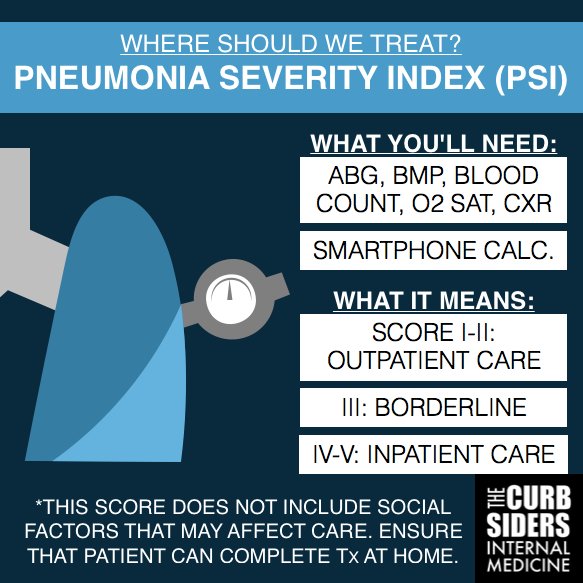 WHERE SHOULD WE TREAT?
PNEUMONIA SEVERITY INDEX (PSI)
WHAT YOU'LL NEED:
ABG, BMP, BLOOD
COUNT, O2 SAT, CXR
SMARTPHONE CALC.
WHAT IT MEANS:
SCORE I-II:
OUTPATIENT CARE
III: BORDERLINE
IV-V: INPATIENT CARE
*THIS SCORE DOES NOT INCLUDE SOCIAL
FACTORS THAT MAY AFFECT CARE. ENSURE
THAT PATIENT CAN COMPLETE Tx AT HOME.
THE CURB
SIDERS
INTERNAL
MEDICINE